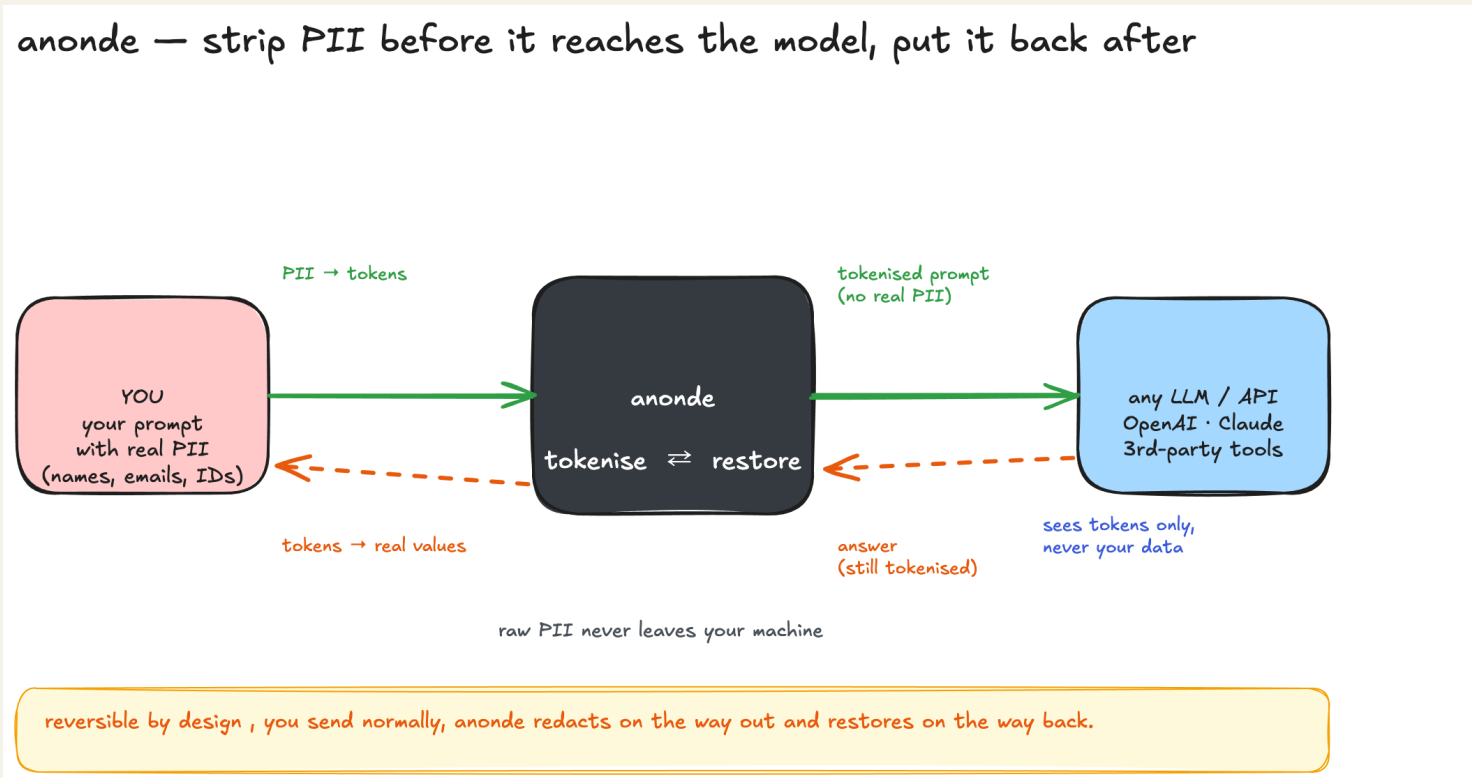 anonde — strip PII before it reaches the model, put it back after
PII → tokens
tokenised prompt
(no real PII)
YOU
your prompt
with real PII
(names, emails, IDs)
anonde
tokenise ⇄ restore
any LLM / API
OpenAI · Claude
3rd-party tools
tokens → real values
answer
(still tokenised)
sees tokens only,
never your data
raw PII never leaves your machine
reversible by design , you send normally, anonde redacts on the way out and restores on the way back.